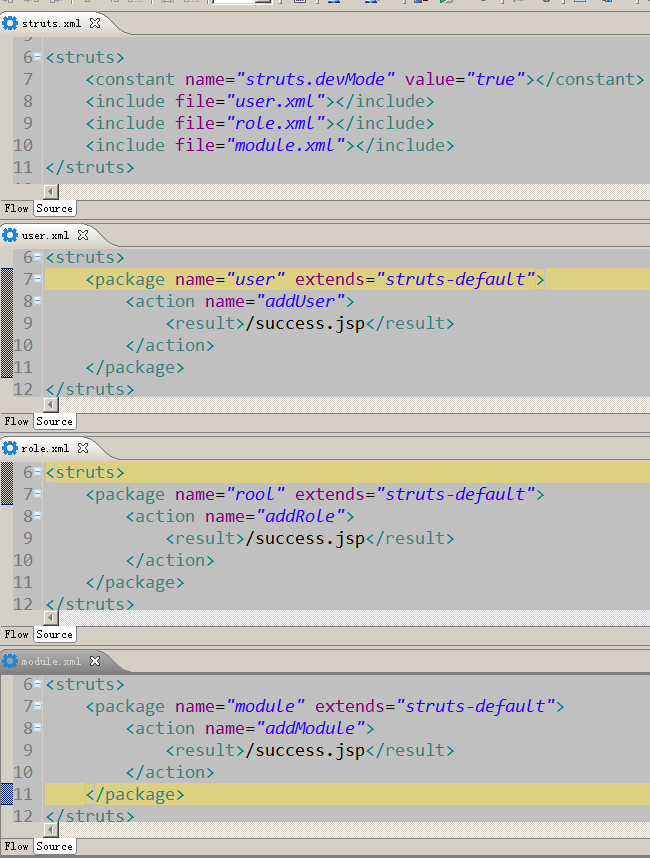 struts.xml
6 <struts>
7 <constant name="struts.devMode" value="true"></constant>
8 <include file="user.xml"></include>
9 <include file="role.xml"></include>
10 <include file="module.xml"></include>
11 </struts>
Flow Source
user.xml
6 <struts>
7 <package name="user" extends="struts-default">
8 <action name="addUser">
9 <result>/success.jsp</result>
10 </action>
11 </package>
12 </struts>
Flow Source
role.xml
6 <struts>
7 <package name="rool" extends="struts-default">
8 <action name="addRole">
9 <result>/success.jsp</result>
10 </action>
11 </package>
12 </struts>
Flow Source
module.xml
6 <struts>
7 <package name="module" extends="struts-default">
8 <action name="addModule">
9 <result>/success.jsp</result>
10 </action>
11 </package>
12 </struts>
Flow Source